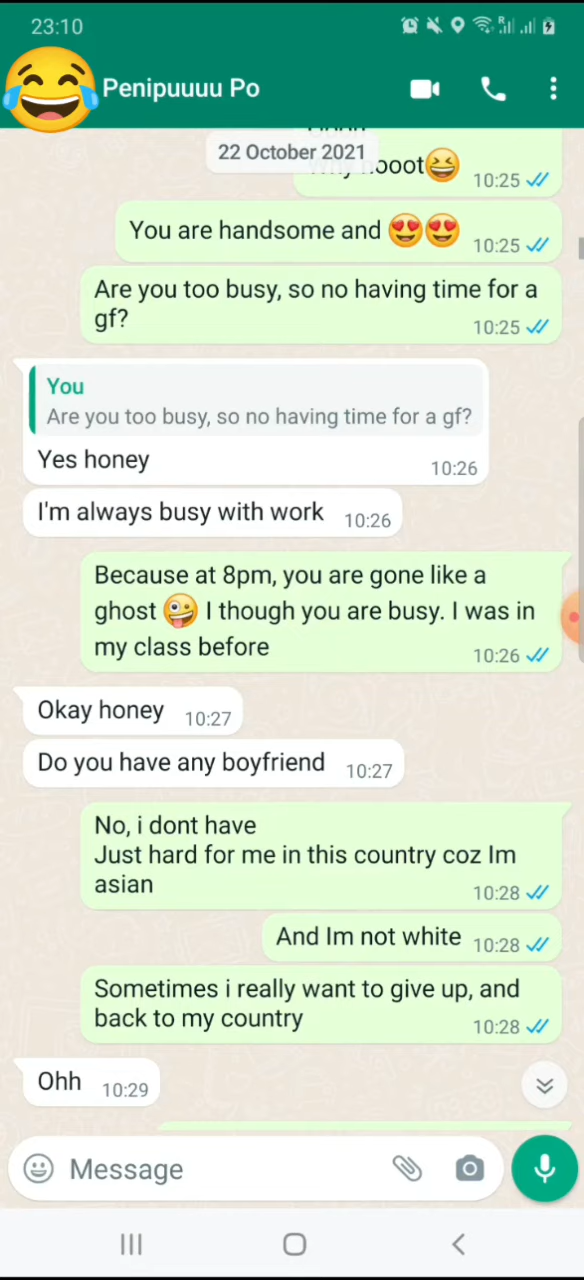 23:10
Penipuuuu Po
22 October 2021
10:25
You are handsome and 😍😍 10:25
Are you too busy, so no having time for a
gf? 10:25
You
Are you too busy, so no having time for a gf?
Yes honey 10:26
I'm always busy with work 10:26
Because at 8pm, you are gone like a
ghost 🤪 I though you are busy. I was in
my class before 10:26
Okay honey 10:27
Do you have any boyfriend 10:27
No, i dont have
Just hard for me in this country coz Im
asian 10:28
And Im not white 10:28
Sometimes i really want to give up, and
back to my country 10:28
Ohh 10:29
Message